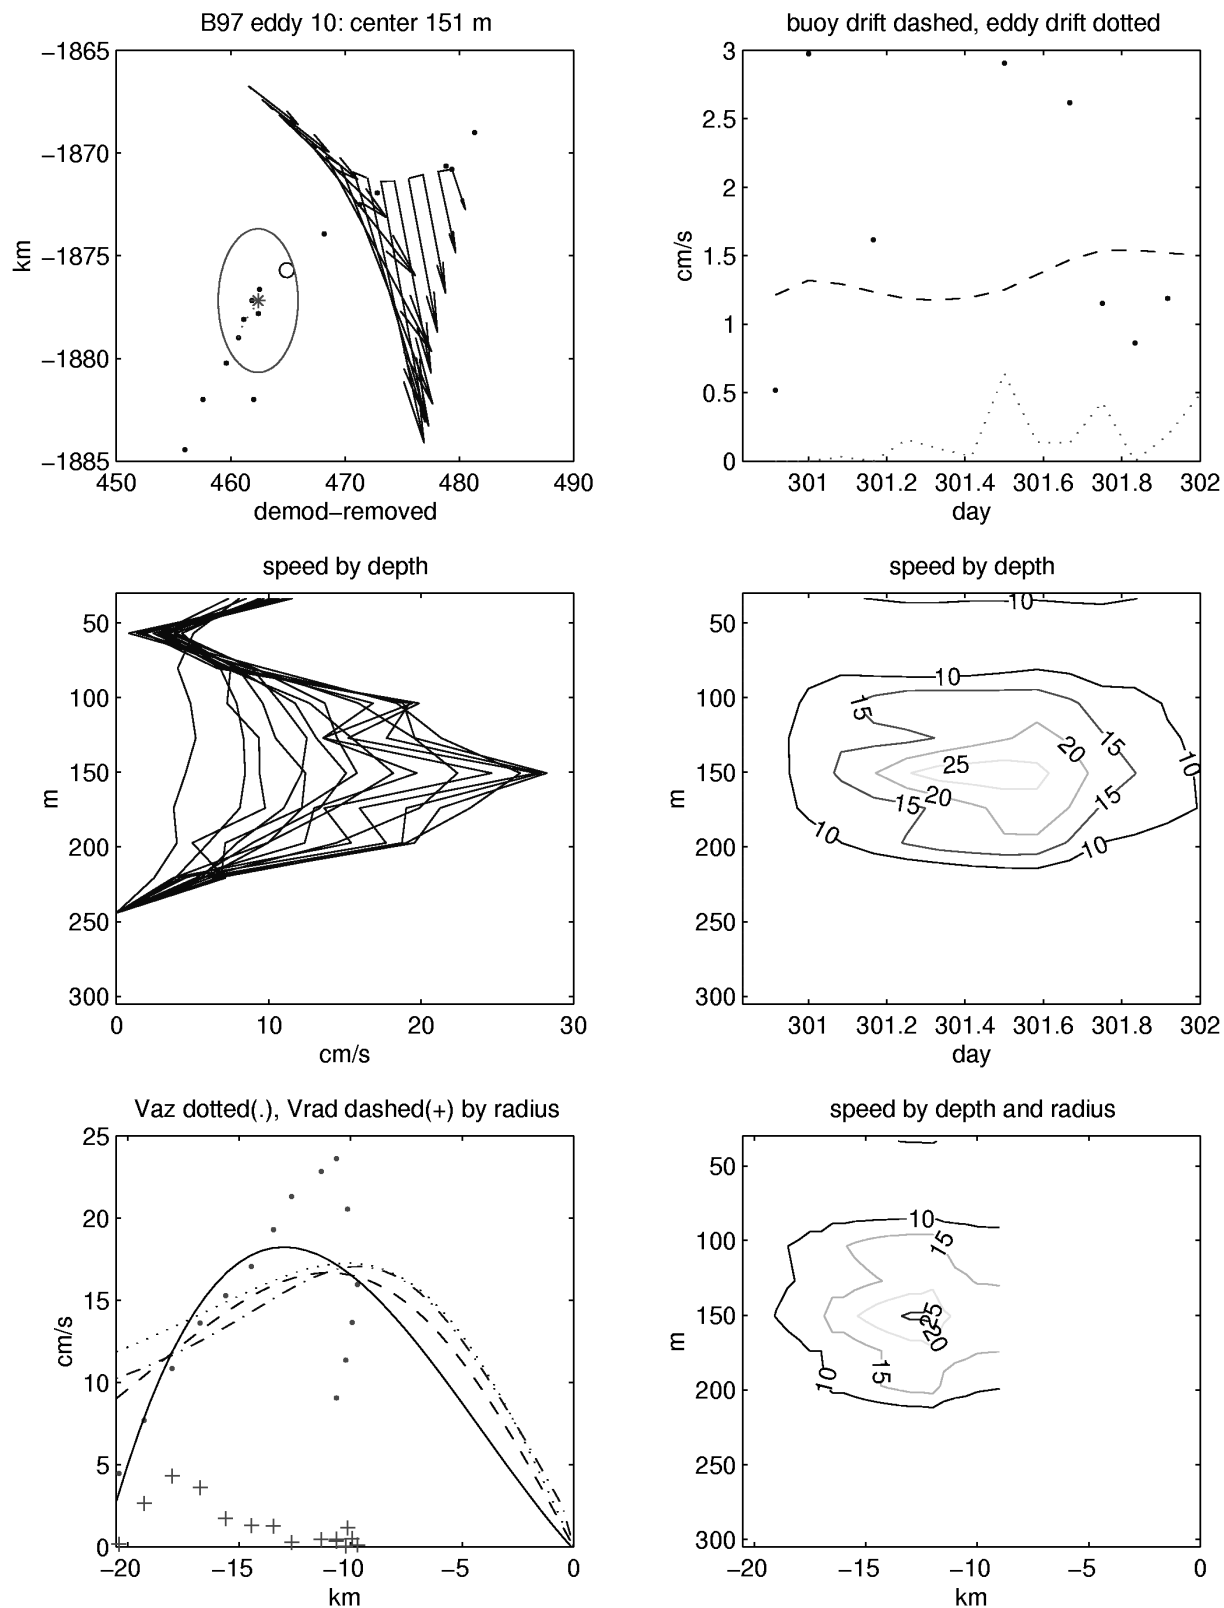 B97 eddy 10: center 151 m
−1865
−1870
−1875
−1880
−1885
km
450 460 470 480 490
demod−removed
buoy drift dashed, eddy drift dotted
3
2.5
2
1.5
1
0.5
0
cm/s
301 301.2 301.4 301.6 301.8 302
day
speed by depth
50
100
150
200
250
300
m
0 10 20 30
cm/s
speed by depth
50
100
150
200
250
300
m
10
10
15
20
15
25
10
20
15
15
10
10
301 301.2 301.4 301.6 301.8 302
day
Vaz dotted(.), Vrad dashed(+) by radius
25
20
15
10
5
0
cm/s
−20 −15 −10 −5 0
km
speed by depth and radius
50
100
150
200
250
300
m
10
15
25
20
15
10
−20 −15 −10 −5 0
km